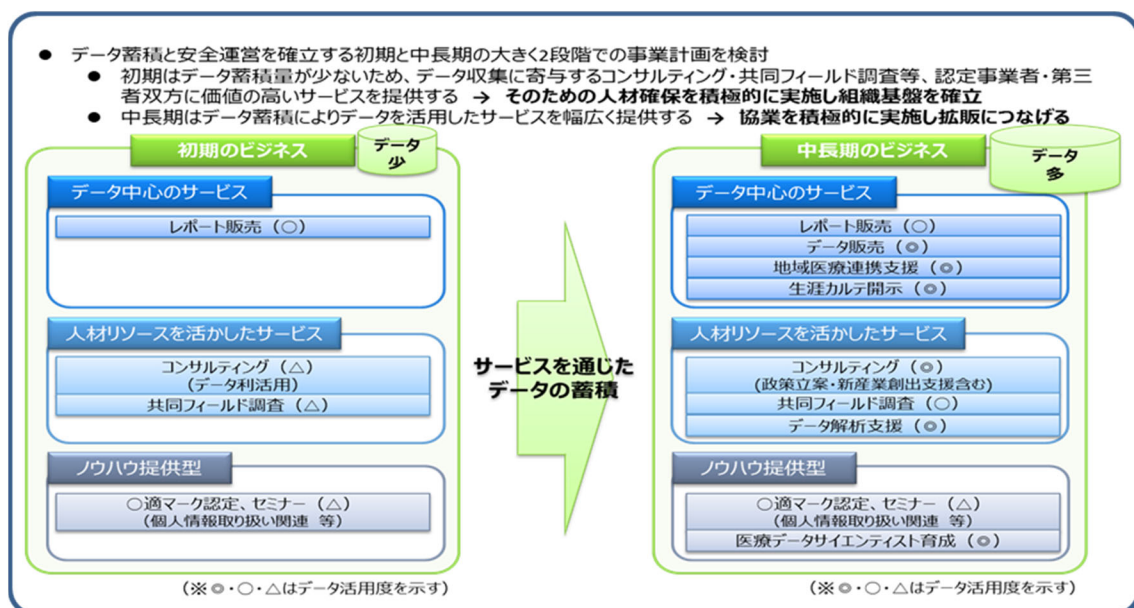 ● データ蓄積と安全運営を確立する初期と中長期の大きく2段階での事業計画を検討
● 初期はデータ蓄積量が少ないため、データ収集に寄与するコンサルティング・共同フィールド調査等、認定事業者・第三
者双方に価値の高いサービスを提供する → そのための人材確保を積極的に実施し組織基盤を確立
● 中長期はデータ蓄積によりデータを活用したサービスを幅広く提供する → 協業を積極的に実施し拡販につなげる
初期のビジネス
データ
少
データ中心のサービス
レポート販売（○）
人材リソースを活かしたサービス
コンサルティング（△）
（データ利活用）
共同フィールド調査（△）
ノウハウ提供型
○適マーク認定、セミナー（△）
（個人情報取り扱い関連 等）
（※◎・○・△はデータ活用度を示す）
サービスを通じた
データの蓄積
中長期のビジネス
データ
多
データ中心のサービス
レポート販売（○）
データ販売（◎）
地域医療連携支援（◎）
生涯カルテ開示（◎）
人材リソースを活かしたサービス
コンサルティング（◎）
（政策立案・新産業創出支援含む）
共同フィールド調査（○）
データ解析支援（◎）
ノウハウ提供型
○適マーク認定、セミナー（△）
（個人情報取り扱い関連 等）
医療データサイエンティスト育成（◎）
（※◎・○・△はデータ活用度を示す）